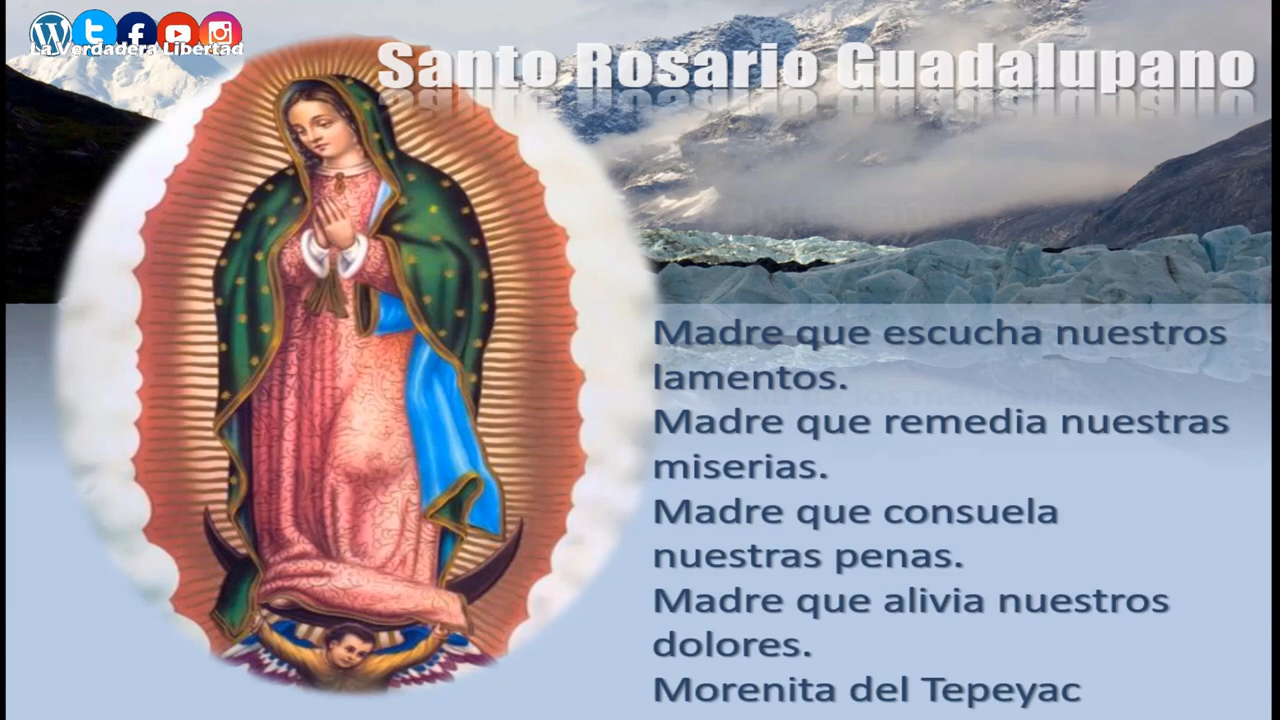 La Verdadera Libertad
Santo Rosario Guadalupano
Madre que escucha nuestros
lamentos.
Madre que remedia nuestras
miserias.
Madre que consuela
nuestras penas.
Madre que alivia nuestros
dolores.
Morenita del Tepeyac